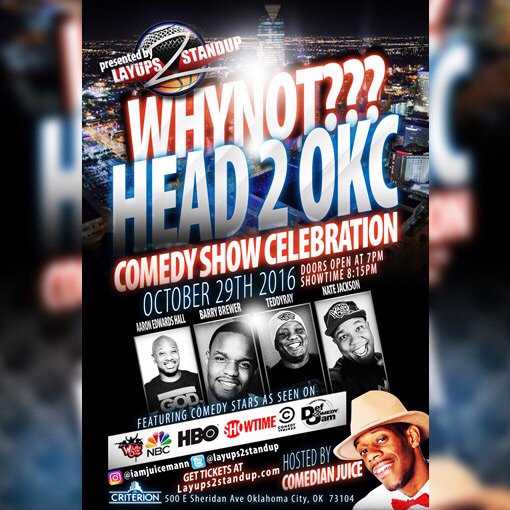 presented by
LAYUPS 2 STANDUP
WHYNOT???
HEAD 2 OKC
COMEDY SHOW CELEBRATION
OCTOBER 29TH 2016
DOORS OPEN AT 7PM
SHOWTIME 8:15PM
AARON EDWARDS HALL
BARRY BREWER
TEDDYRAY
NATE JACKSON
GOD
FEATURING COMEDY STARS AS SEEN ON
NBC
HBO
SHOWTIME
COMEDY CENTRAL
Def COMEDY Jam
@iamjuicemann
@layups2standup
GET TICKETS AT
Layups2standup.com
HOSTED BY
COMEDIAN JUICE
CRITERION
500 E Sheridan Ave Oklahoma City, OK 73104